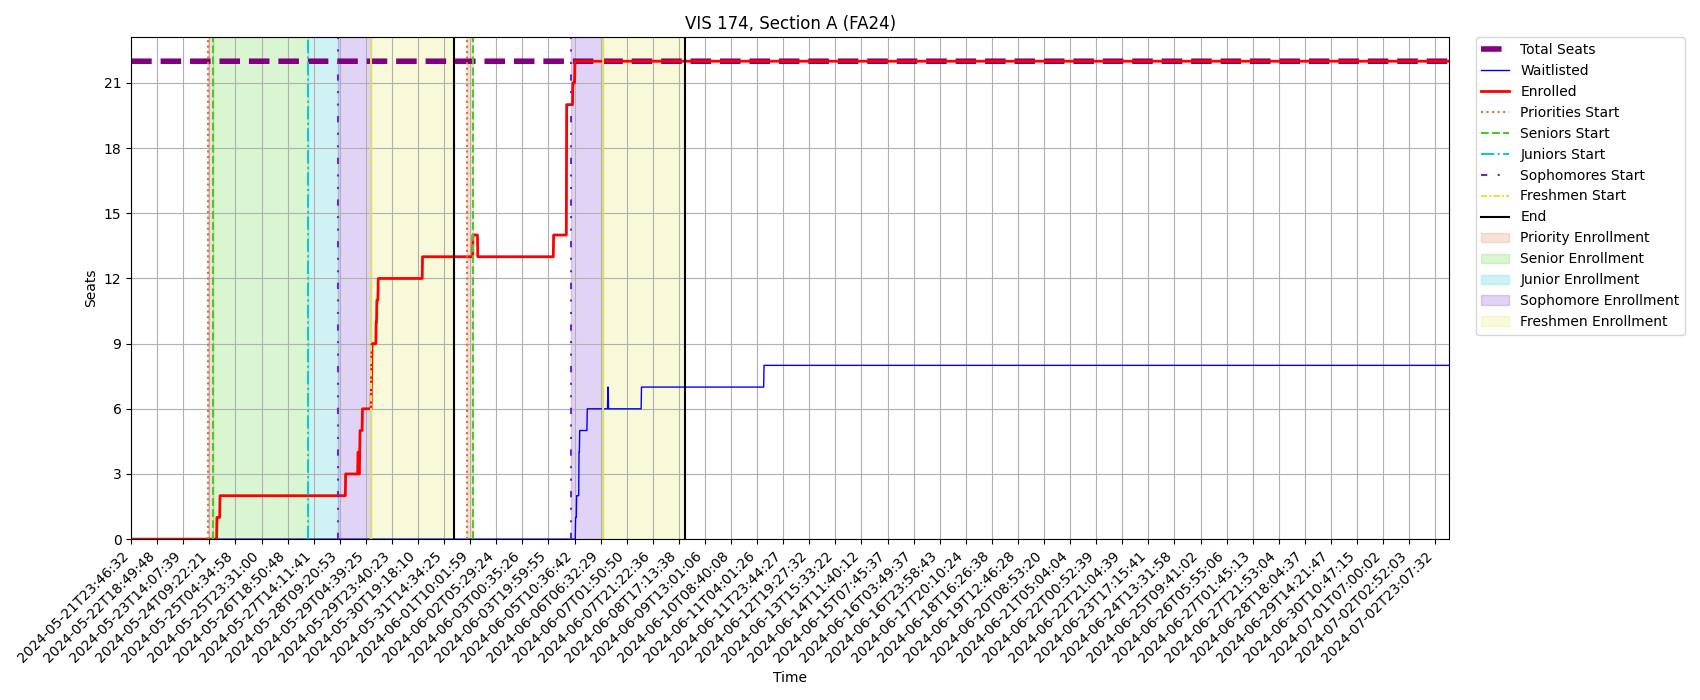 VIS 174, Section A (FA24)
Total Seats
Waitlisted
Enrolled
Priorities Start
Seniors Start
Juniors Start
Sophomores Start
Freshmen Start
End
Priority Enrollment
Senior Enrollment
Junior Enrollment
Sophomore Enrollment
Freshmen Enrollment
Seats
21
18
15
12
9
6
3
0
2024-05-21T23:46:32
2024-05-22T18:49:48
2024-05-23T14:07:39
2024-05-24T09:22:21
2024-05-25T04:34:58
2024-05-25T23:31:00
2024-05-26T18:50:48
2024-05-27T14:11:41
2024-05-28T09:20:53
2024-05-29T04:39:25
2024-05-29T23:40:23
2024-05-30T19:18:10
2024-05-31T14:34:25
2024-06-01T10:01:59
2024-06-02T05:29:24
2024-06-03T00:35:26
2024-06-03T19:59:55
2024-06-05T10:36:42
2024-06-06T06:32:29
2024-06-07T01:50:50
2024-06-07T21:22:36
2024-06-08T17:13:38
2024-06-09T13:01:06
2024-06-10T08:40:08
2024-06-11T04:01:26
2024-06-11T23:44:27
2024-06-12T19:27:32
2024-06-13T15:33:22
2024-06-14T11:40:12
2024-06-15T07:45:37
2024-06-16T03:49:37
2024-06-16T23:58:43
2024-06-17T20:10:24
2024-06-18T16:26:38
2024-06-19T12:46:28
2024-06-20T08:53:20
2024-06-21T05:04:04
2024-06-22T00:52:39
2024-06-22T21:04:39
2024-06-23T17:15:41
2024-06-24T13:31:58
2024-06-25T09:41:02
2024-06-26T05:55:06
2024-06-27T01:45:13
2024-06-27T21:53:04
2024-06-28T18:04:37
2024-06-29T14:21:47
2024-06-30T10:47:15
2024-07-01T07:00:02
2024-07-02T02:52:03
2024-07-02T23:07:32
Time